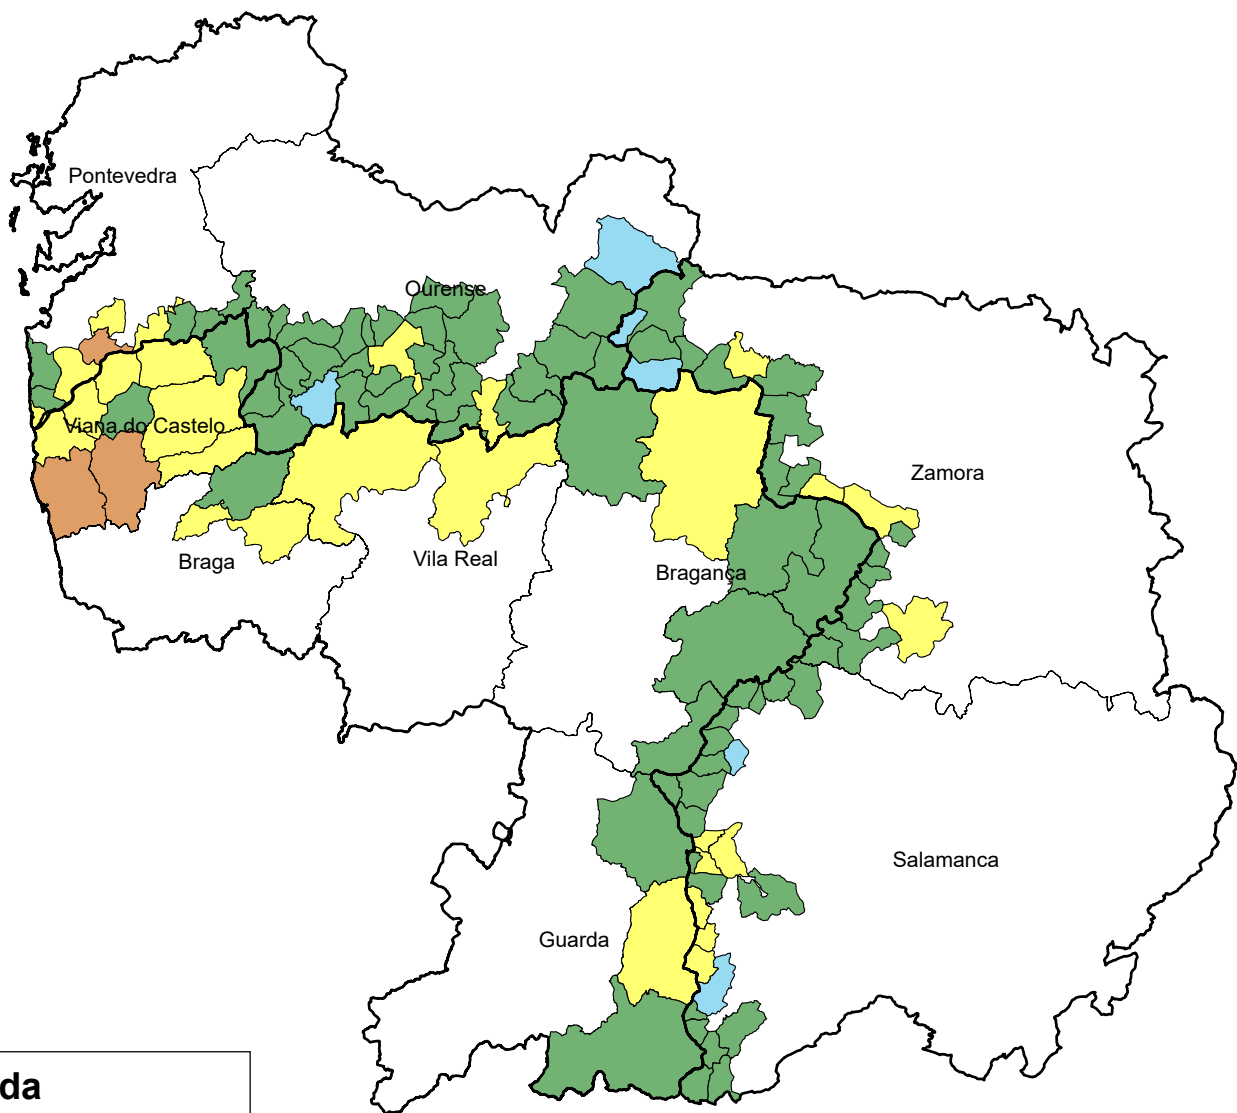 Pontevedra
Ourense
Viana do Castelo
Zamora
Braga
Vila Real
Bragança
Salamanca
Guarda
da